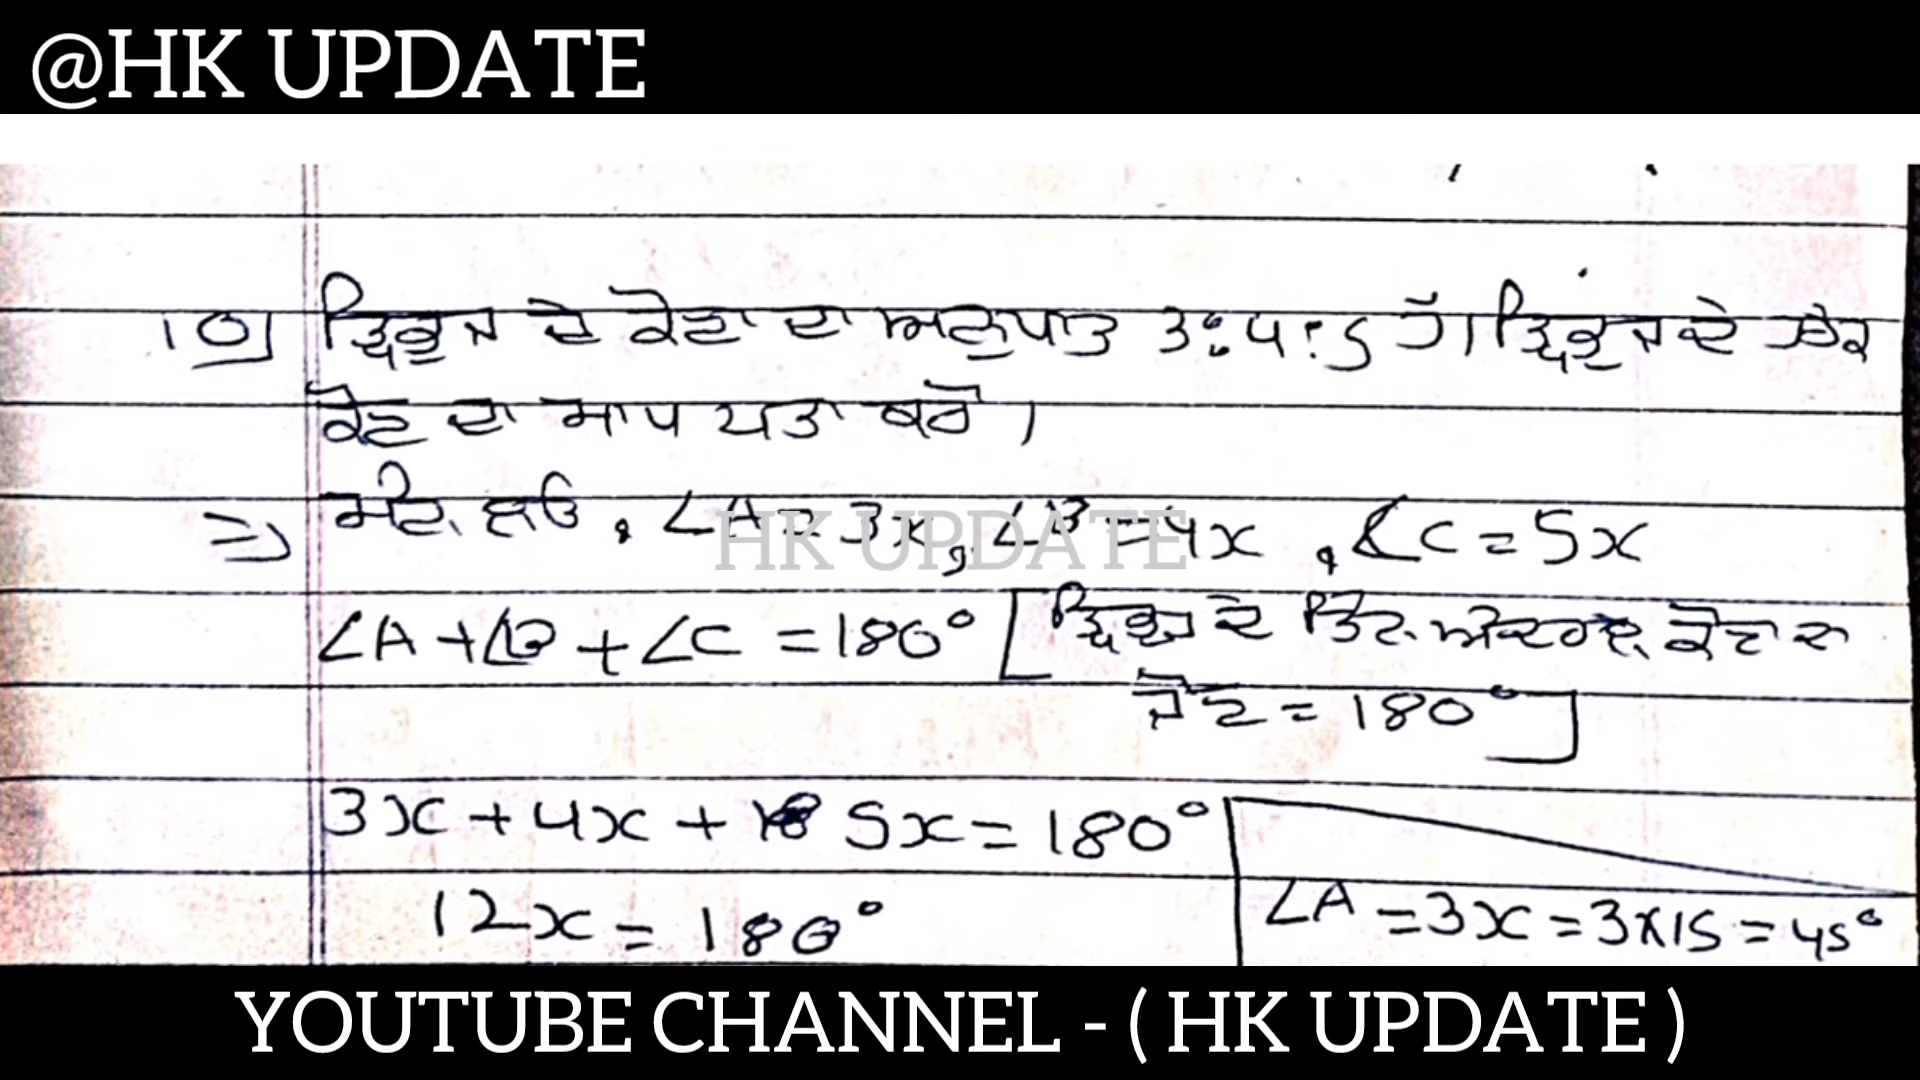 @HK UPDATE
10) ਤ੍ਰਿਭੁਜ ਦੇ ਕੋਣਾਂ ਦਾ ਅਨੁਪਾਤ 3:4:5 ਹੈ। ਤ੍ਰਿਭੁਜ ਦੇ ਹਰੇਕ
ਕੋਣ ਦਾ ਮਾਪ ਪਤਾ ਕਰੋ।
⇒ ਮੰਨ ਲਓ, ∠A = 3x, ∠B = 4x, ∠C = 5x
HK UPDATE
∠A + ∠B + ∠C = 180° [ਤ੍ਰਿਭੁਜ ਦੇ ਤਿੰਨ ਅੰਦਰਲੇ ਕੋਣਾਂ ਦਾ
ਜੋੜ = 180°]
3x + 4x + 5x = 180°
12x = 180°
∠A = 3x = 3×15 = 45°
YOUTUBE CHANNEL - ( HK UPDATE )